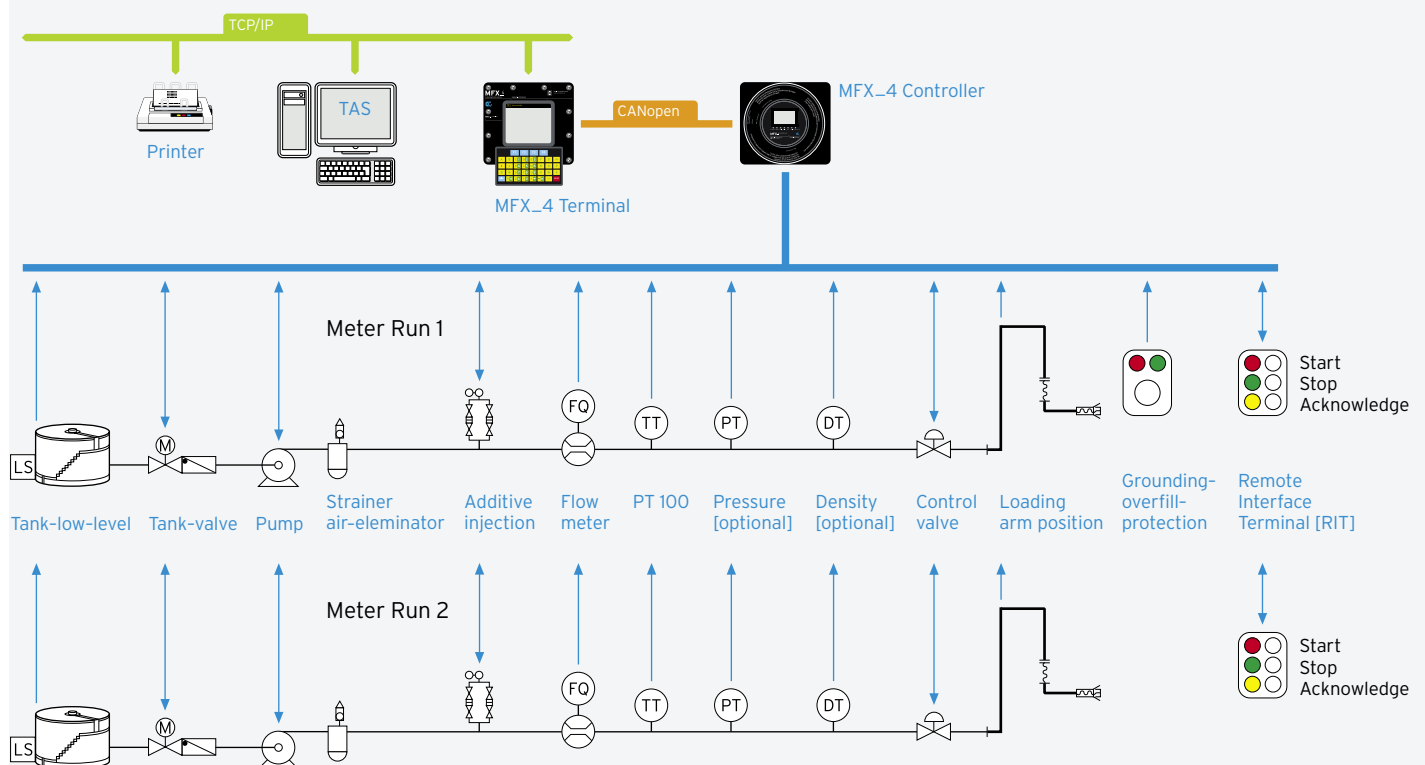 TCP/IP
TAS
Printer
MFX_
MFX_4 Terminal
CANopen
MFX_4 Controller
Meter Run 1
LS
M
FQ
TT
PT
DT
Start
Stop
Acknowledge
Tank-low-level
Tank-valve
Pump
Strainer
air-eleminator
Additive
injection
Flow
meter
PT 100
Pressure
[optional]
Density
[optional]
Control
valve
Loading
arm position
Grounding-
overfill-
protection
Remote
Interface
Terminal [RIT]
Meter Run 2
LS
M
FQ
TT
PT
DT
Start
Stop
Acknowledge